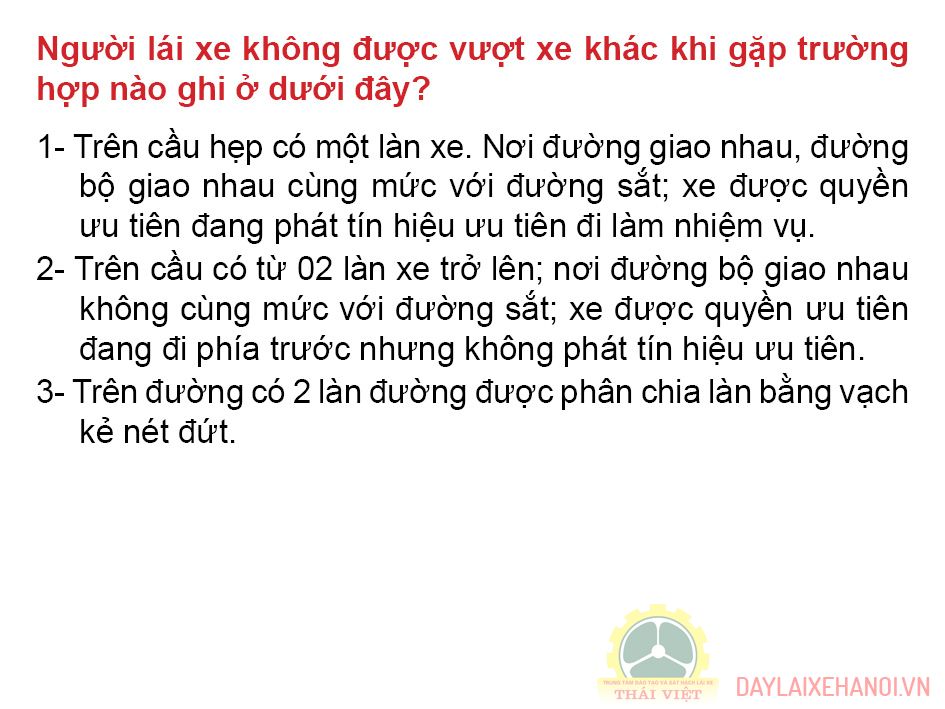 Người lái xe không được vượt xe khác khi gặp trường
hợp nào ghi ở dưới đây?
1- Trên cầu hẹp có một làn xe. Nơi đường giao nhau, đường
bộ giao nhau cùng mức với đường sắt; xe được quyền
ưu tiên đang phát tín hiệu ưu tiên đi làm nhiệm vụ.
2- Trên cầu có từ 02 làn xe trở lên; nơi đường bộ giao nhau
không cùng mức với đường sắt; xe được quyền ưu tiên
đang đi phía trước nhưng không phát tín hiệu ưu tiên.
3- Trên đường có 2 làn đường được phân chia làn bằng vạch
kẻ nét đứt.
TRUNG TÂM ĐÀO TẠO VÀ SÁT HẠCH LÁI XE
THÁI VIỆT
DAYLAIXEHANOI.VN